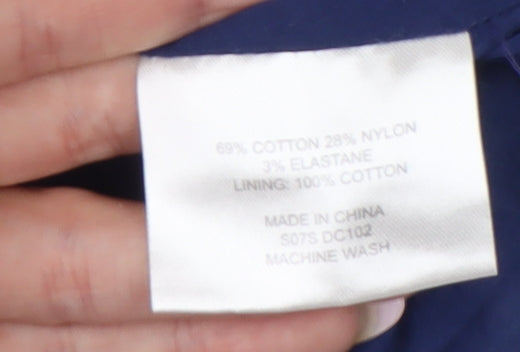 69% COTTON 28% NYLON
3% ELASTANE
LINING: 100% COTTON
MADE IN CHINA
S07S DC102
MACHINE WASH